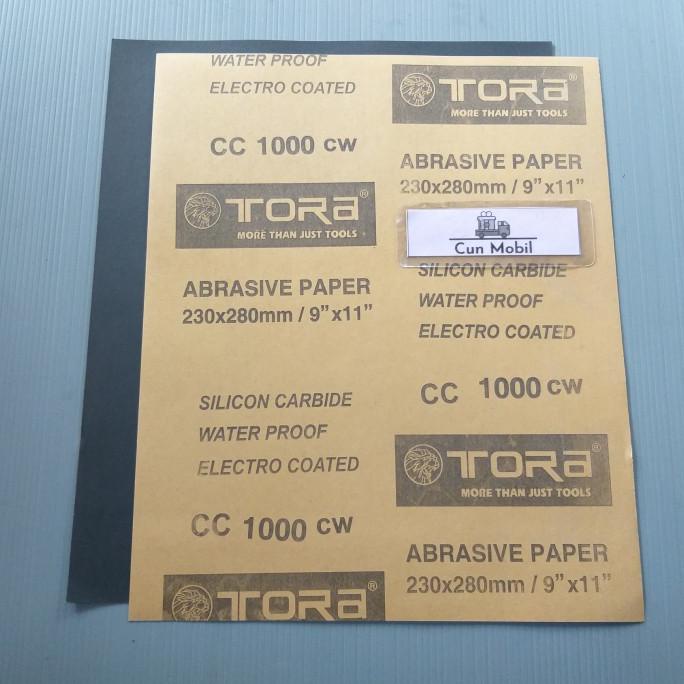 WATER PROOF
ELECTRO COATED
CC 1000 CW
TORA®
MORE THAN JUST TOOLS
ABRASIVE PAPER
230x280mm / 9"x11"
SILICON CARBIDE
WATER PROOF
ELECTRO COATED
CC 1000 CW
TORA®
TORA®
MORE THAN JUST TOOLS
ABRASIVE PAPER
230x280mm / 9"x11"
Cun Mobil
SILICON CARBIDE
WATER PROOF
ELECTRO COATED
CC 1000 CW
TORA®
MORE THAN JUST TOOLS
ABRASIVE PAPER
230x280mm / 9"x11"